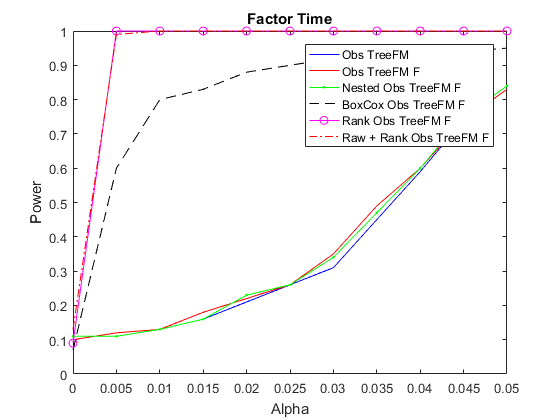 Factor Time
Obs TreeFM
Obs TreeFM F
Nested Obs TreeFM F
BoxCox Obs TreeFM F
Rank Obs TreeFM F
Raw + Rank Obs TreeFM F
Power
1
0.9
0.8
0.7
0.6
0.5
0.4
0.3
0.2
0.1
0
0 0.005 0.01 0.015 0.02 0.025 0.03 0.035 0.04 0.045 0.05
Alpha